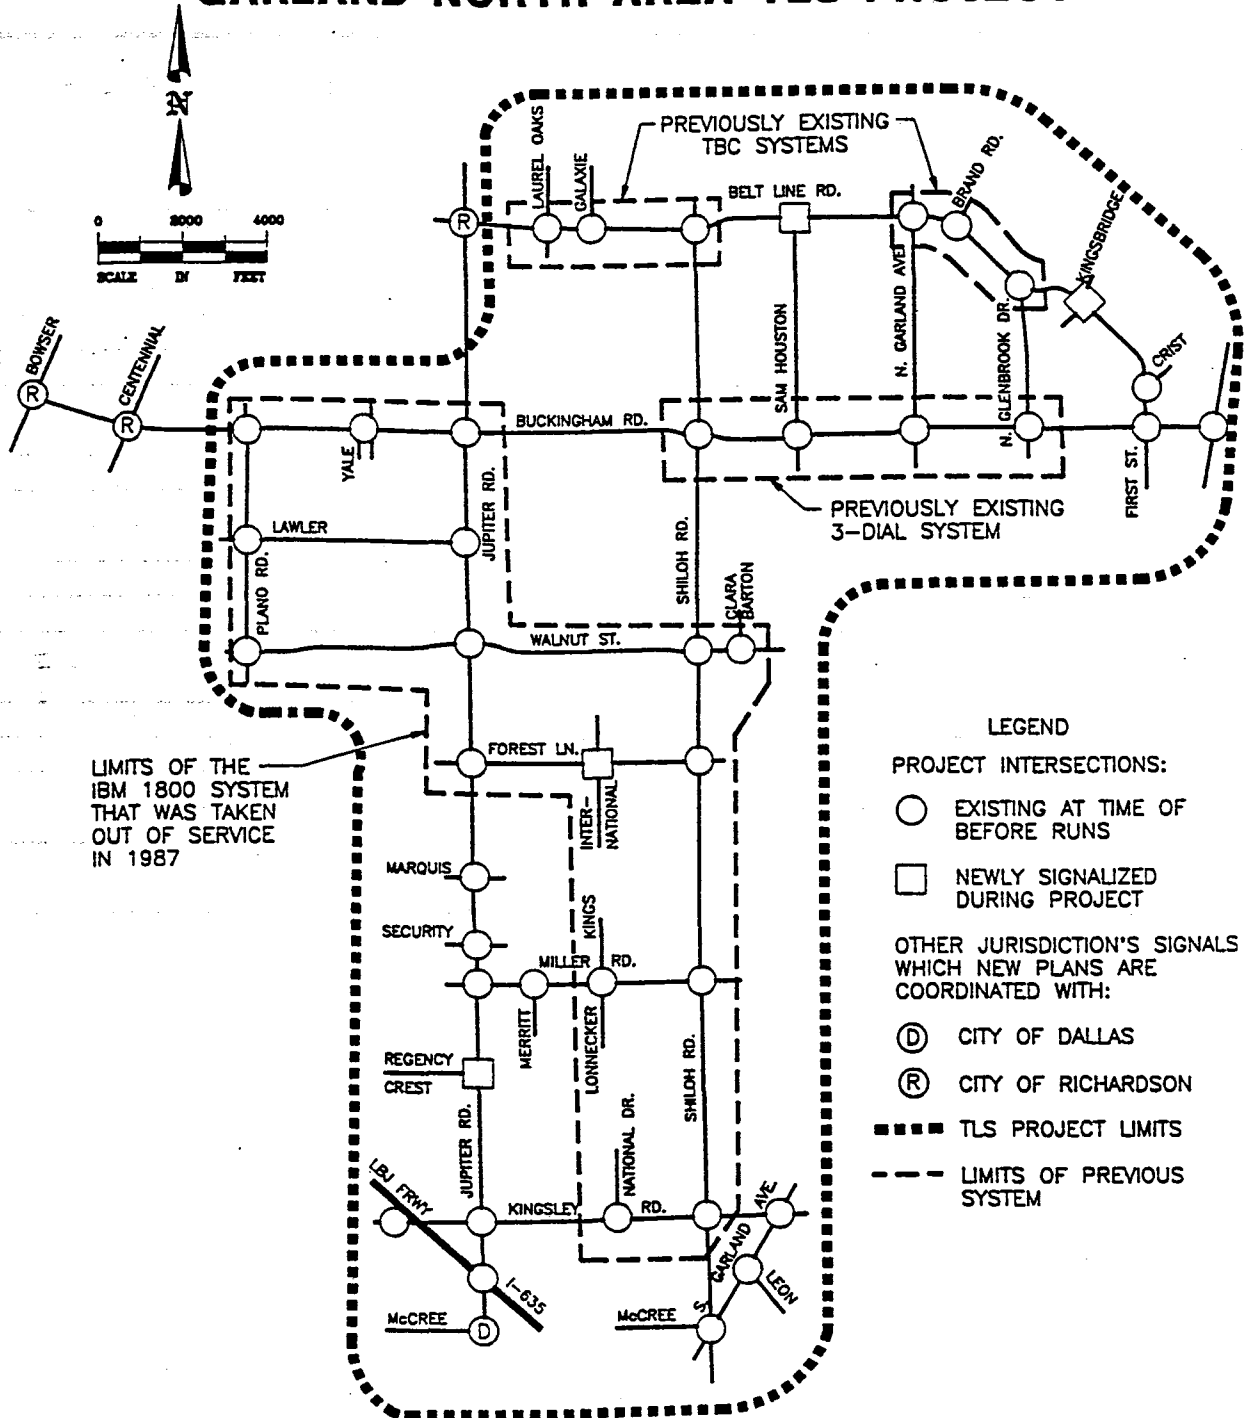 GARLAND NORTH AREA TLS PROJECT
N
0 2000 4000
SCALE IN FEET
PREVIOUSLY EXISTING
TBC SYSTEMS
LAUREL OAKS
GALAXIE
BELT LINE RD.
BRAND RD.
KINGSBRIDGE
R
BOWSER
R
CENTENNIAL
R
SAM HOUSTON
N. GARLAND AVE.
N. GLENBROOK DR.
CRIST
YALE
BUCKINGHAM RD.
FIRST ST.
PREVIOUSLY EXISTING
3-DIAL SYSTEM
LAWLER
JUPITER RD.
PLANO RD.
SHILOH RD.
CLARA
BARTON
WALNUT ST.
LIMITS OF THE
IBM 1800 SYSTEM
THAT WAS TAKEN
OUT OF SERVICE
IN 1987
FOREST LN.
INTER-
NATIONAL
MARQUIS
SECURITY
KINGS
MILLER RD.
MERRITT
LONNECKER
REGENCY
CREST
JUPITER RD.
SHILOH RD.
NATIONAL DR.
LBJ FRWY
KINGSLEY RD.
S. GARLAND AVE.
LEON
I-635
McCREE
D
McCREE
LEGEND
PROJECT INTERSECTIONS:
EXISTING AT TIME OF
BEFORE RUNS
NEWLY SIGNALIZED
DURING PROJECT
OTHER JURISDICTION'S SIGNALS
WHICH NEW PLANS ARE
COORDINATED WITH:
D CITY OF DALLAS
R CITY OF RICHARDSON
TLS PROJECT LIMITS
LIMITS OF PREVIOUS
SYSTEM